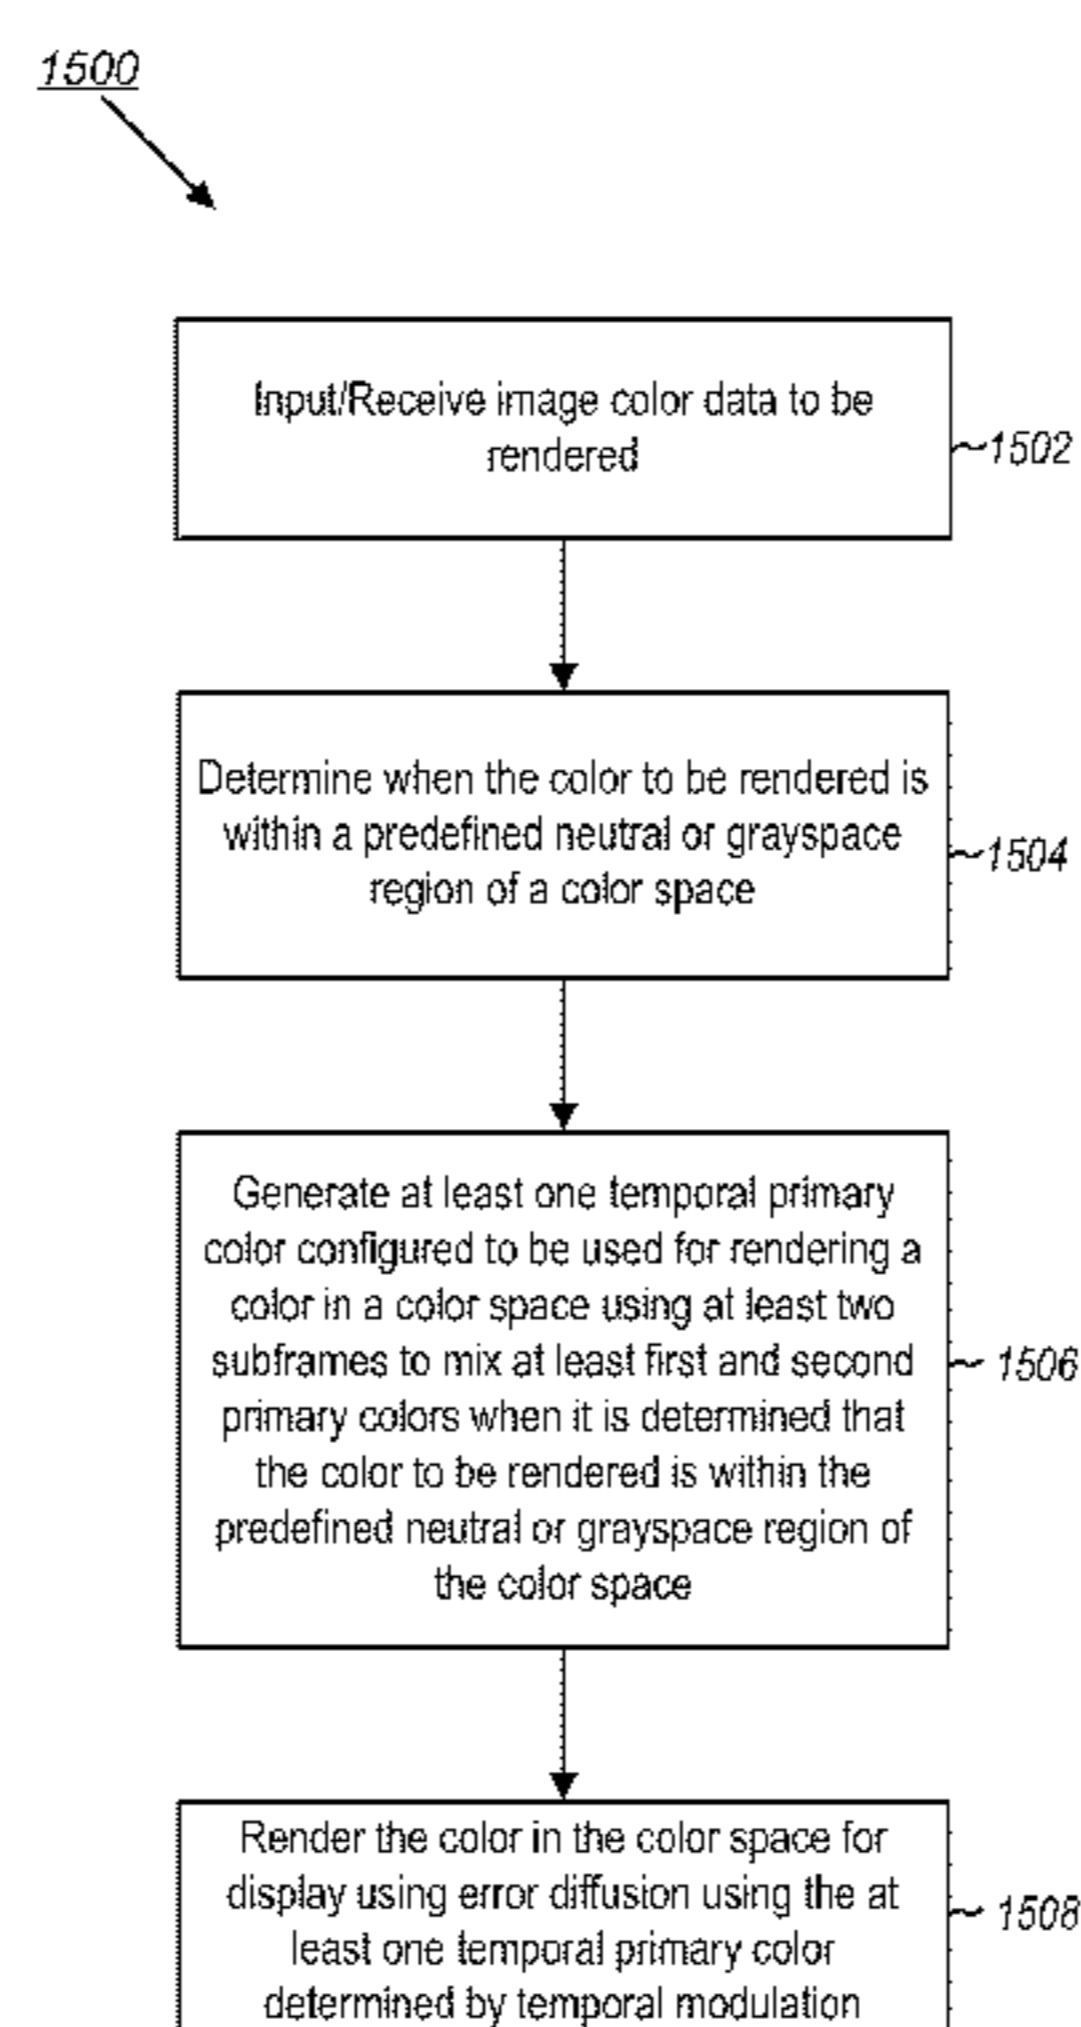 1500
Input/Receive image color data to be
rendered
~1502
Determine when the color to be rendered is
within a predefined neutral or grayspace
region of a color space
~1504
Generate at least one temporal primary
color configured to be used for rendering a
color in a color space using at least two
subframes to mix at least first and second
primary colors when it is determined that
the color to be rendered is within the
predefined neutral or grayspace region of
the color space
~1506
Render the color in the color space for
display using error diffusion using the at
least one temporal primary color
determined by temporal modulation
~1508